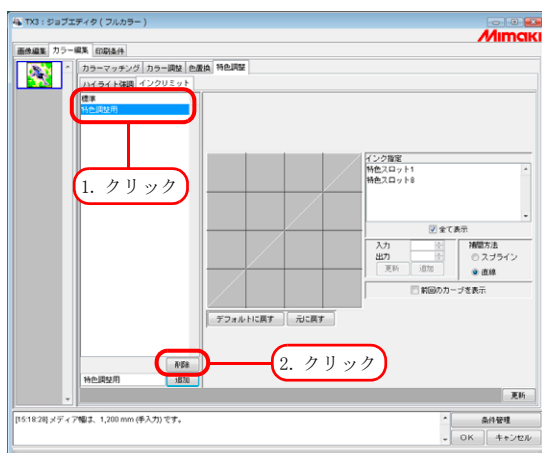 TX3 : ジョブエディタ ( フルカラー )
Mimaki
画像編集 カラー編集 印刷条件
カラーマッチング カラー調整 色置換 特色調整
ハイライト強調 インクリミット
標準
特色調整用
1. クリック
インク指定
特色スロット1
特色スロット8
全て表示
入力
出力
更新 追加
補間方法
スプライン
直線
前回のカーブを表示
デフォルトに戻す 元に戻す
削除
2. クリック
特色調整用 追加
更新
[15:18:28] メディア幅は、1,200 mm (手入力) です。
条件管理
OK キャンセル